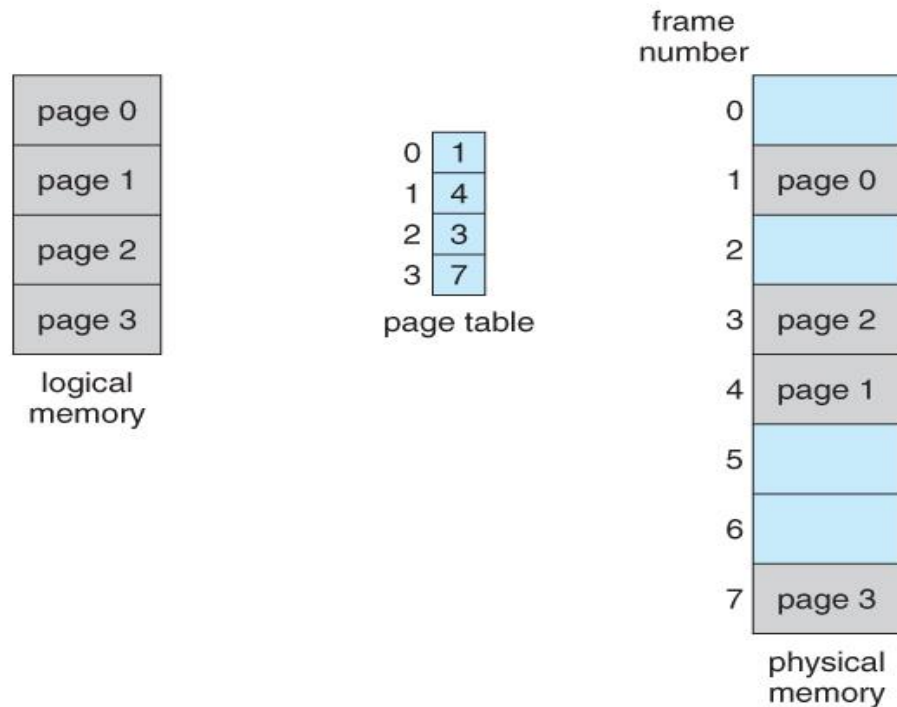 frame
number
page 0
page 1
page 2
page 3
logical
memory
0 1
1 4
2 3
3 7
page table
0
1 page 0
2
3 page 2
4 page 1
5
6
7 page 3
physical
memory